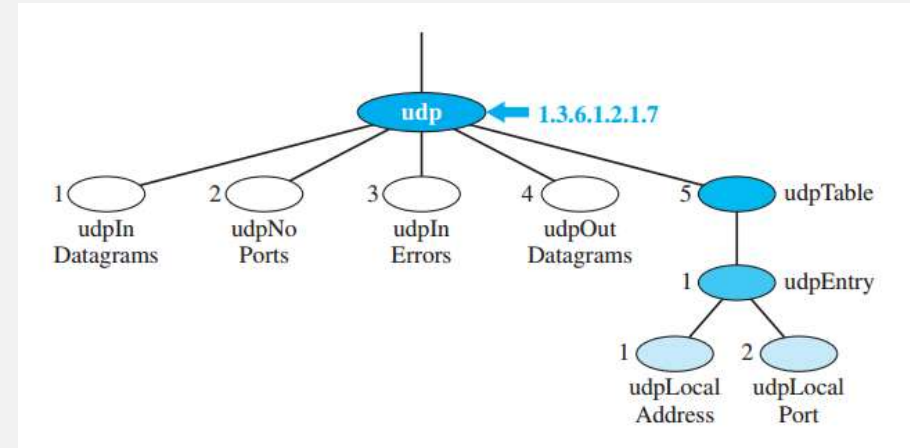 udp
1.3.6.1.2.1.7
1
2
3
4
5
udpTable
udpIn
Datagrams
udpNo
Ports
udpIn
Errors
udpOut
Datagrams
1
udpEntry
1
2
udpLocal
Address
udpLocal
Port